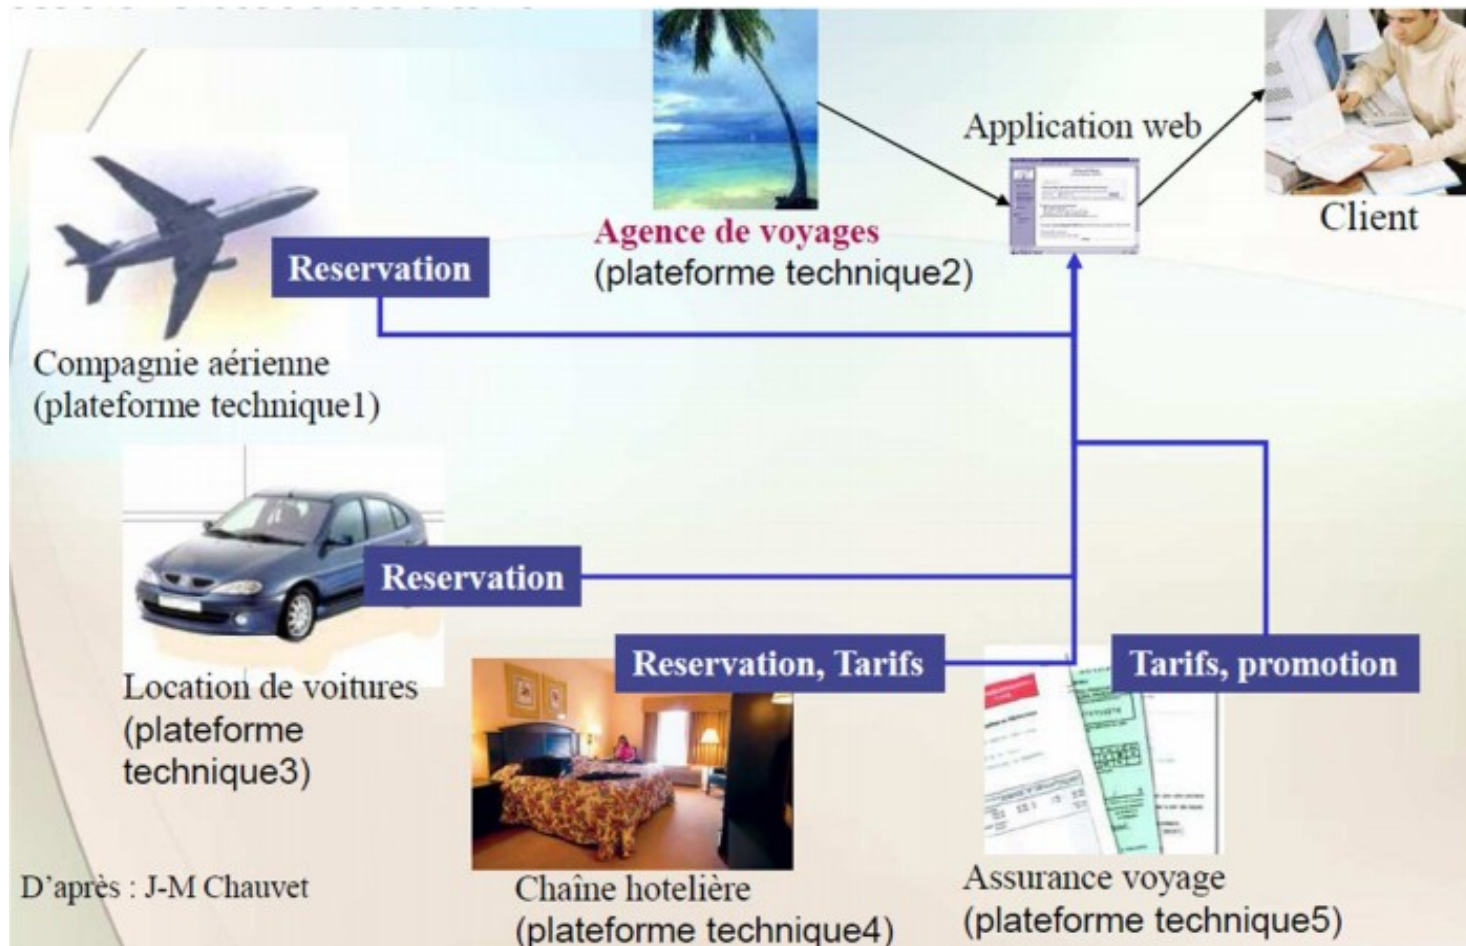 Application web
Client
Agence de voyages
(plateforme technique2)
Reservation
Compagnie aérienne
(plateforme technique1)
Reservation
Location de voitures
(plateforme
technique3)
Reservation, Tarifs
Tarifs, promotion
Chaîne hotelière
(plateforme technique4)
Assurance voyage
(plateforme technique5)
D'après : J-M Chauvet